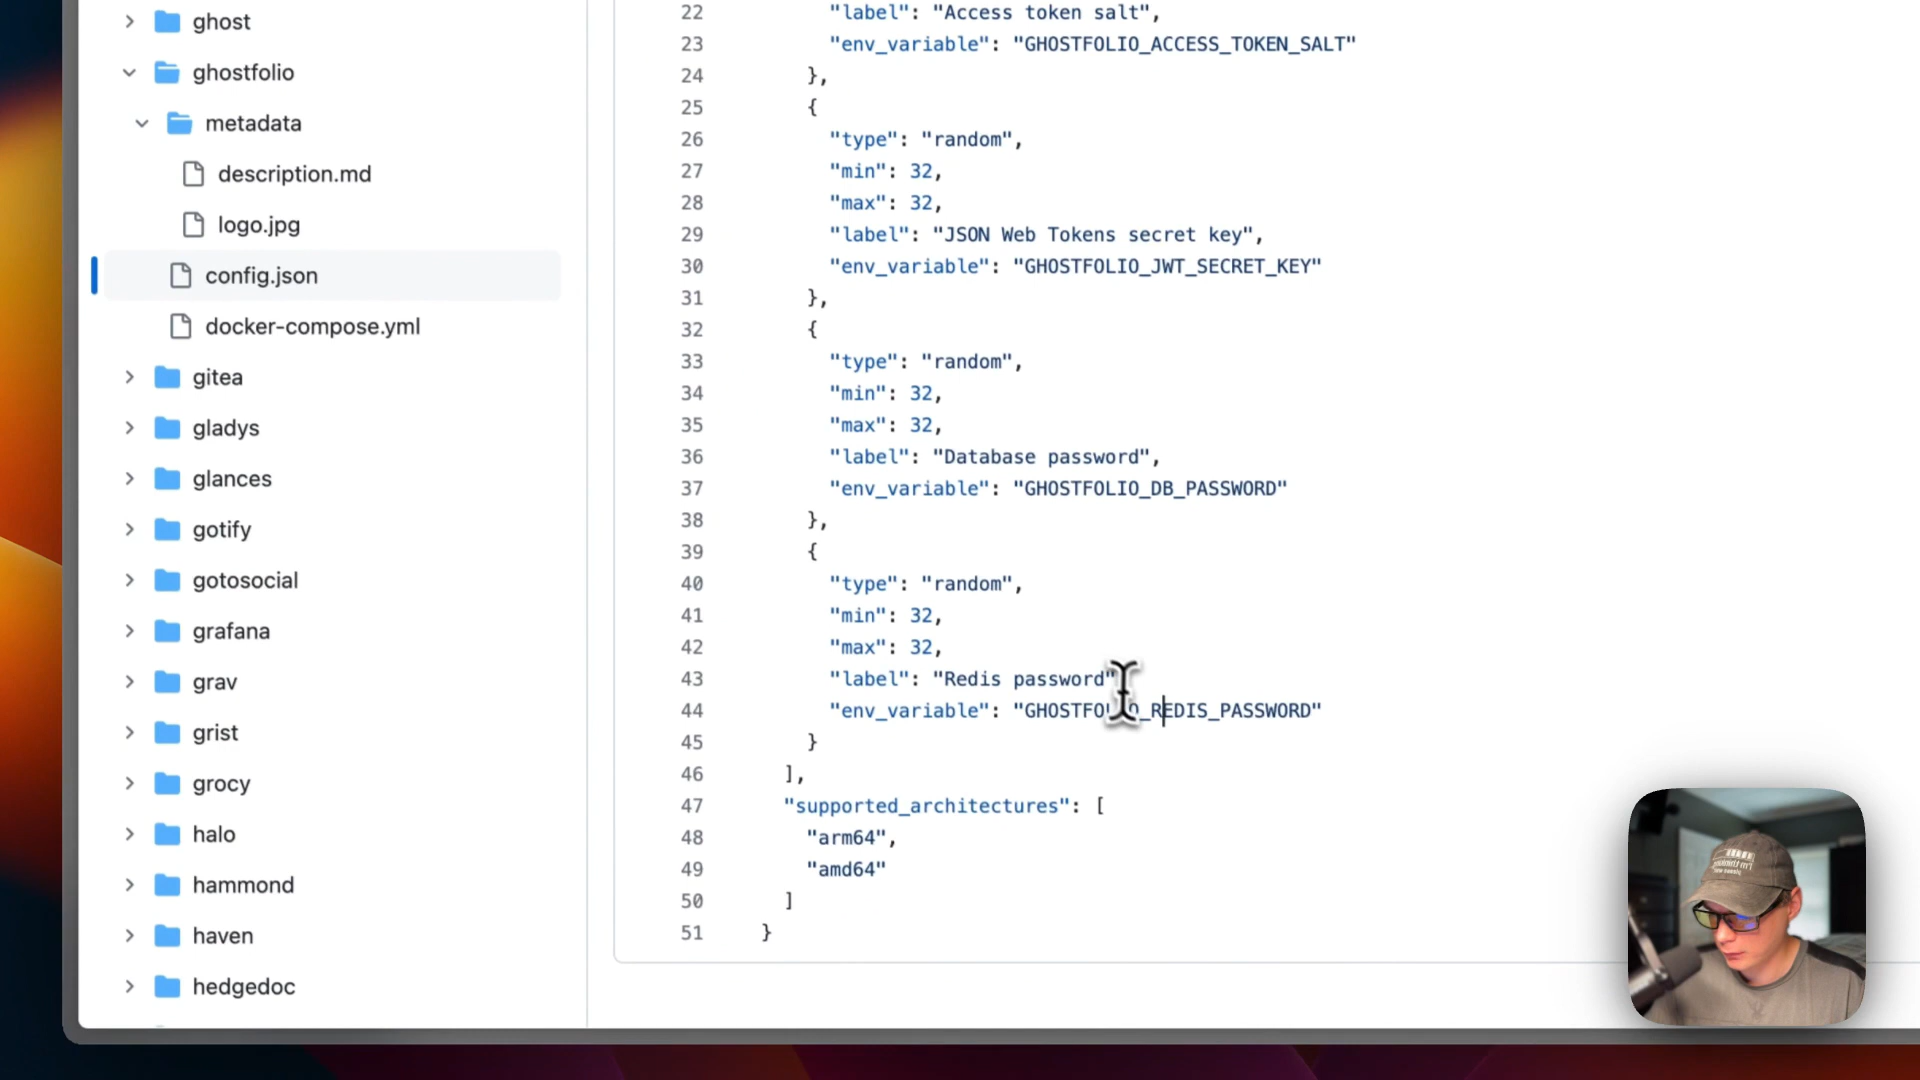 ghost
ghostfolio
metadata
description.md
logo.jpg
config.json
docker-compose.yml
gitea
gladys
glances
gotify
gotosocial
grafana
grav
grist
grocy
halo
hammond
haven
hedgedoc
22 "label": "Access token salt",
23 "env_variable": "GHOSTFOLIO_ACCESS_TOKEN_SALT"
24 },
25 {
26 "type": "random",
27 "min": 32,
28 "max": 32,
29 "label": "JSON Web Tokens secret key",
30 "env_variable": "GHOSTFOLIO_JWT_SECRET_KEY"
31 },
32 {
33 "type": "random",
34 "min": 32,
35 "max": 32,
36 "label": "Database password",
37 "env_variable": "GHOSTFOLIO_DB_PASSWORD"
38 },
39 {
40 "type": "random",
41 "min": 32,
42 "max": 32,
43 "label": "Redis password"
44 "env_variable": "GHOSTFOLIO_REDIS_PASSWORD"
45 }
46 ],
47 "supported_architectures": [
48 "arm64",
49 "amd64"
50 ]
51 }